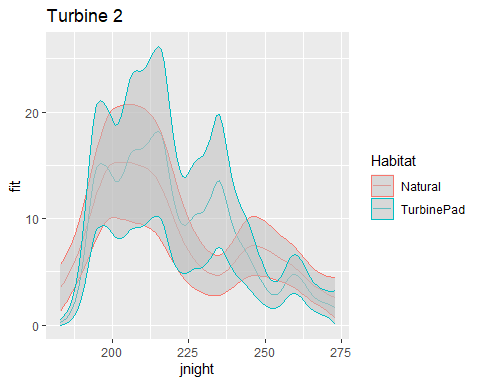 Turbine 2
fit
20
10
0
200
225
250
275
jnight
Habitat
Natural
TurbinePad